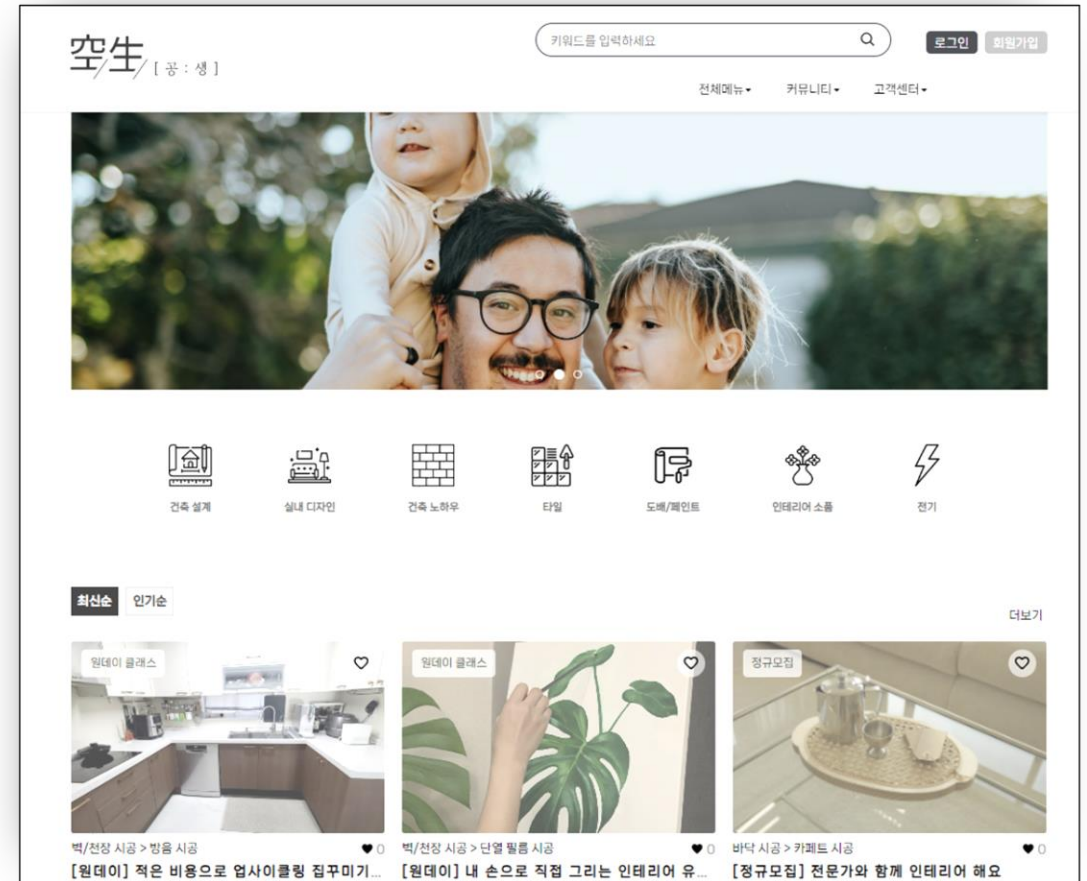 空生 [ 공 : 생 ]
키워드를 입력하세요
로그인 회원가입
전체메뉴▾ 커뮤니티▾ 고객센터▾
건축 설계 실내 디자인 건축 노하우 타일 도배/페인트 인테리어 소품 전기
최신순 인기순
더보기
원데이 클래스 원데이 클래스 정규모집
벽/천장 시공 > 방음 시공 ♥ 0 벽/천장 시공 > 단열 필름 시공 ♥ 0 바닥 시공 > 카페트 시공 ♥ 0
[원데이] 적은 비용으로 업사이클링 집꾸미기... [원데이] 내 손으로 직접 그리는 인테리어 유... [정규모집] 전문가와 함께 인테리어 해요